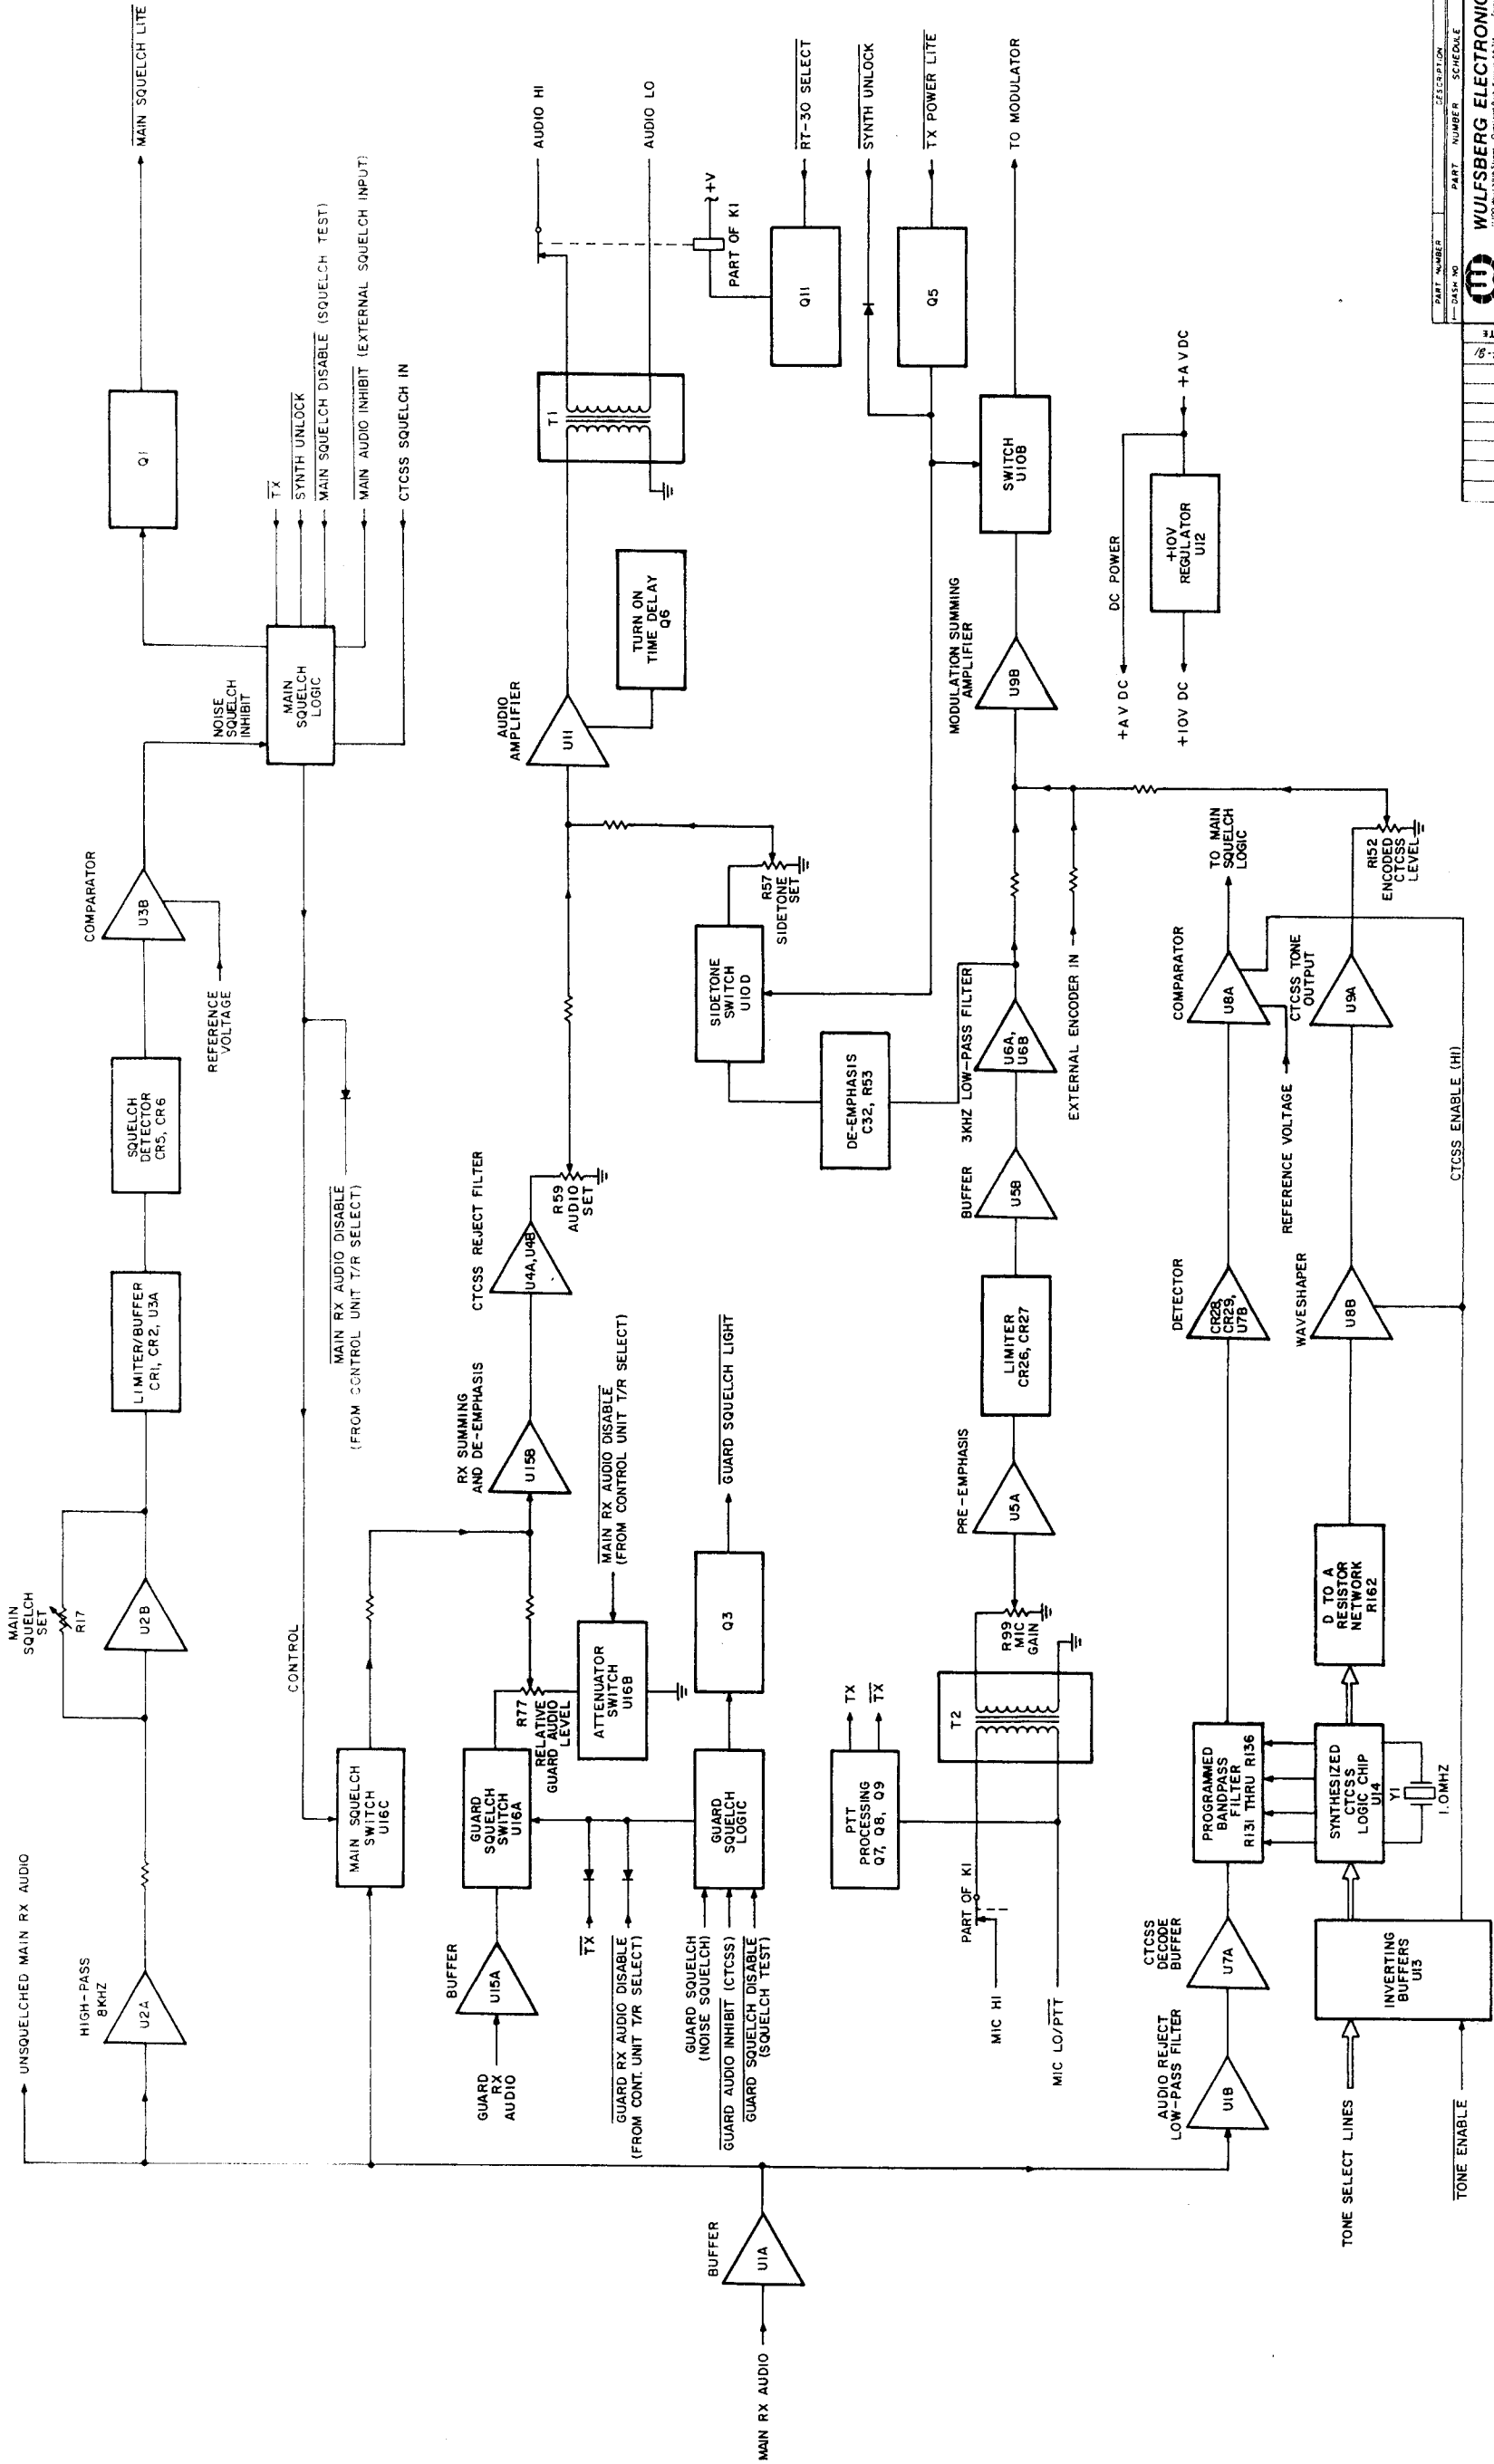 UNSQUELCHED MAIN RX AUDIO
HIGH-PASS
8KHZ
U2A
MAIN
SQUELCH
SET
R17
U2B
LIMITER/BUFFER
CR1, CR2, U3A
SQUELCH
DETECTOR
CR5, CR6
COMPARATOR
U3B
REFERENCE
VOLTAGE
NOISE
SQUELCH
INHIBIT
MAIN
SQUELCH
LOGIC
Q1
MAIN SQUELCH LITE
TX
SYNTH UNLOCK
MAIN SQUELCH DISABLE (SQUELCH TEST)
MAIN AUDIO INHIBIT (EXTERNAL SQUELCH INPUT)
CTCSS SQUELCH IN
CONTROL
MAIN RX AUDIO DISABLE
(FROM CONTROL UNIT T/R SELECT)
MAIN SQUELCH
SWITCH
U16C
BUFFER
U15A
GUARD
RX
AUDIO
GUARD
SQUELCH
SWITCH
U16A
R77
RELATIVE
GUARD AUDIO
LEVEL
ATTENUATOR
SWITCH
U16B
MAIN RX AUDIO DISABLE
(FROM CONTROL UNIT T/R SELECT)
RX SUMMING
AND DE-EMPHASIS
U15B
CTCSS REJECT FILTER
U4A, U4B
R59
AUDIO
SET
AUDIO
AMPLIFIER
U11
TURN ON
TIME DELAY
Q6
T1
AUDIO HI
AUDIO LO
+V
PART OF K1
Q11
RT-30 SELECT
SYNTH UNLOCK
Q5
TX POWER LITE
TX
GUARD RX AUDIO DISABLE
(FROM CONT. UNIT T/R SELECT)
GUARD SQUELCH
(NOISE SQUELCH)
GUARD AUDIO INHIBIT (CTCSS)
GUARD SQUELCH DISABLE
(SQUELCH TEST)
GUARD
SQUELCH
LOGIC
Q3
GUARD SQUELCH LIGHT
SIDETONE
SWITCH
U10D
R57
SIDETONE
SET
DE-EMPHASIS
C32, R53
BUFFER
U1A
MAIN RX AUDIO
PTT
PROCESSING
Q7, Q8, Q9
TX
TX
PART OF K1
MIC HI
MIC LO/PTT
T2
R99
MIC
GAIN
PRE-EMPHASIS
U5A
LIMITER
CR26, CR27
BUFFER
U5B
3KHZ LOW-PASS FILTER
U6A,
U6B
EXTERNAL ENCODER IN
MODULATION SUMMING
AMPLIFIER
U9B
SWITCH
U10B
TO MODULATOR
+A V DC
DC POWER
+A V DC
+10V DC
+10V
REGULATOR
U12
AUDIO REJECT
LOW-PASS FILTER
U1B
CTCSS
DECODE
BUFFER
U7A
PROGRAMMED
BANDPASS
FILTER
R131 THRU R136
DETECTOR
CR28,
CR29,
U7B
COMPARATOR
U8A
TO MAIN
SQUELCH
LOGIC
REFERENCE VOLTAGE
TONE SELECT LINES
TONE ENABLE
INVERTING
BUFFERS
U13
SYNTHESIZED
CTCSS
LOGIC CHIP
U14
Y1
1.0MHZ
D TO A
RESISTOR
NETWORK
R162
WAVESHAPER
U8B
CTCSS TONE
OUTPUT
U9A
R152
ENCODED
CTCSS
LEVEL
CTCSS ENABLE (HI)
PART NUMBER
DESCRIPTION
DASH NO
PART NUMBER SCHEDULE
WULFSBERG ELECTRONIC